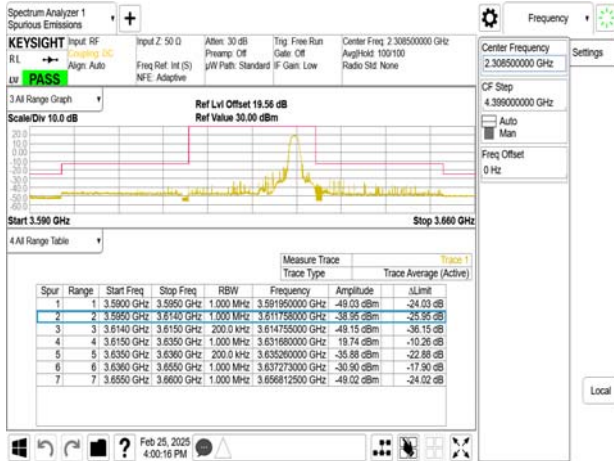 Spectrum Analyzer 1
Spurious Emissions
Frequency
KEYSIGHT Input: RF Input Z: 50 Ω Atten: 30 dB Trig: Free Run Center Freq: 2.308500000 GHz
RL Coupling: DC Preamp: Off Gate: Off Avg|Hold: 100/100
Align: Auto Freq Ref: Int (S) µW Path: Standard IF Gain: Low Radio Std: None
NFE: Adaptive
LXI PASS
Center Frequency
2.308500000 GHz
Settings
CF Step
4.399000000 GHz
Auto
Man
Freq Offset
0 Hz
3 All Range Graph
Ref Lvl Offset 19.56 dB
Scale/Div 10.0 dB Ref Value 30.00 dBm
20.0
10.0
0.00
-10.0
-20.0
-30.0
-40.0
-50.0
-60.0
Start 3.590 GHz Stop 3.660 GHz
4 All Range Table
Measure Trace Trace 1
Trace Type Trace Average (Active)
Spur Range Start Freq Stop Freq RBW Frequency Amplitude ΔLimit
1 1 3.5900 GHz 3.5950 GHz 1.000 MHz 3.591950000 GHz -49.03 dBm -24.03 dB
2 2 3.5950 GHz 3.6140 GHz 1.000 MHz 3.611758000 GHz -38.95 dBm -25.95 dB
3 3 3.6140 GHz 3.6150 GHz 200.0 kHz 3.614755000 GHz -49.15 dBm -36.15 dB
4 4 3.6150 GHz 3.6350 GHz 1.000 MHz 3.631680000 GHz 19.74 dBm -10.26 dB
5 5 3.6350 GHz 3.6360 GHz 200.0 kHz 3.635260000 GHz -35.88 dBm -22.88 dB
6 6 3.6360 GHz 3.6550 GHz 1.000 MHz 3.637273000 GHz -30.90 dBm -17.90 dB
7 7 3.6550 GHz 3.6600 GHz 1.000 MHz 3.656812500 GHz -49.02 dBm -24.02 dB
Local
Feb 25, 2025
4:00:16 PM